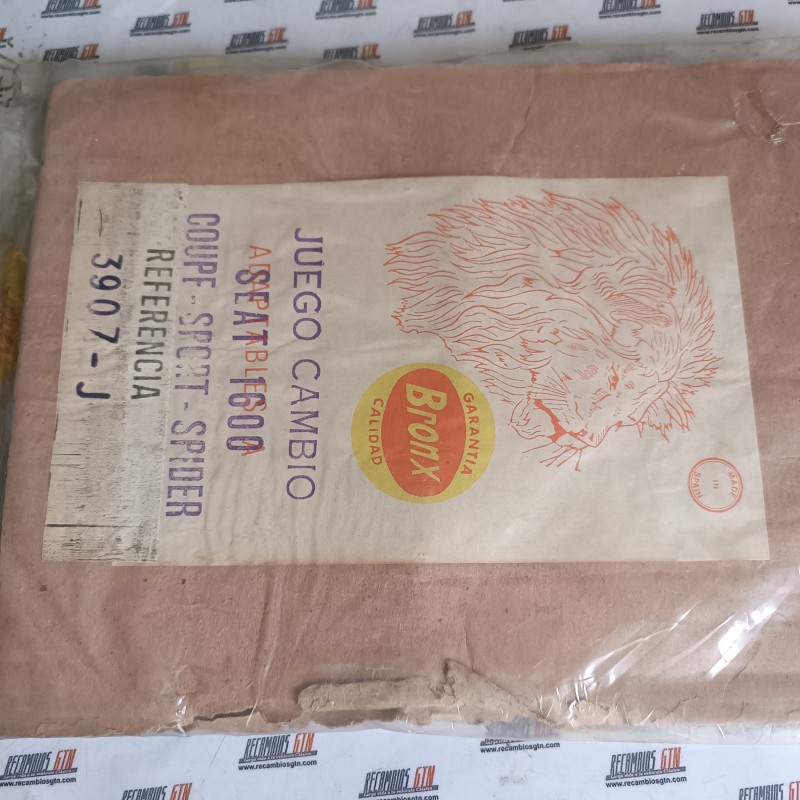 MADE
IN
SPAIN
GARANTIA
Bronx
CALIDAD
JUEGO CAMBIO
ADAPTABLES A
SEAT 1600
COUPE - SPORT - SPIDER
REFERENCIA
3907-J
RECAMBIOS GTN
www.recambiosgtn.com